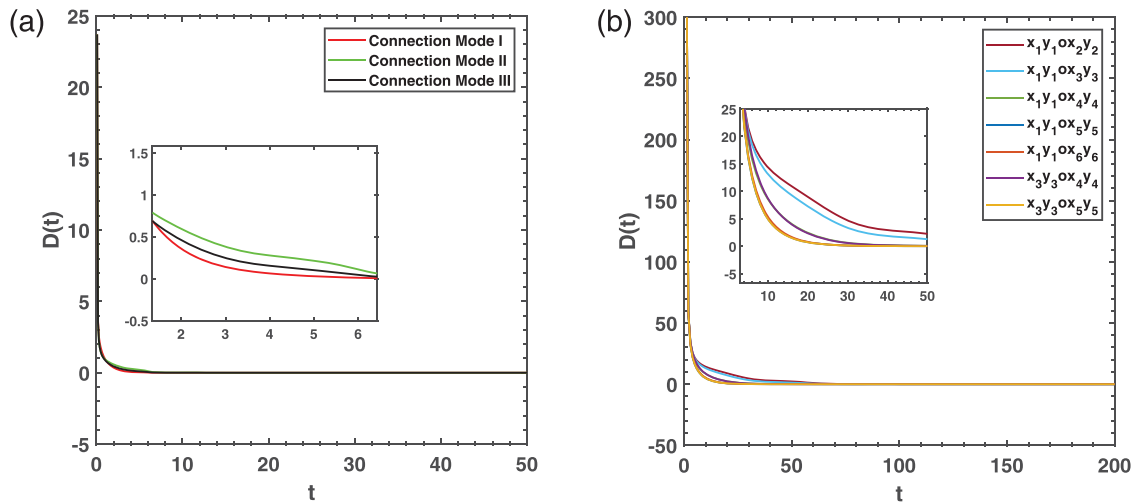 (a)
25
20
15
10
5
0
-5
D(t)
0 10 20 30 40 50
t
Connection Mode I
Connection Mode II
Connection Mode III
1.5
1
0.5
0
-0.5
2 3 4 5 6
(b)
300
250
200
150
100
50
0
-50
D(t)
0 50 100 150 200
t
x₁y₁ox₂y₂
x₁y₁ox₃y₃
x₁y₁ox₄y₄
x₁y₁ox₅y₅
x₁y₁ox₆y₆
x₃y₃ox₄y₄
x₃y₃ox₅y₅
25
20
15
10
5
0
-5
10 20 30 40 50